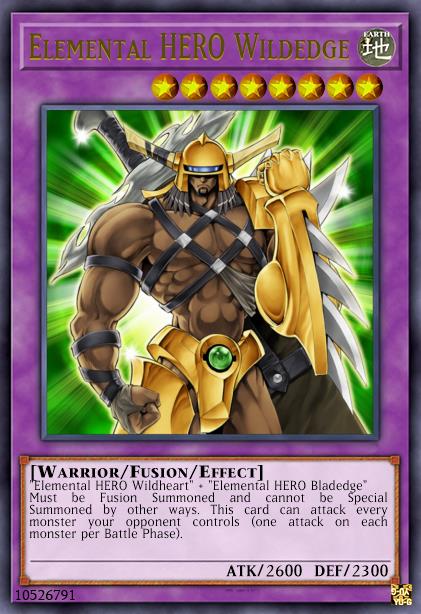 Elemental HERO Wildedge
EARTH
地
[Warrior/Fusion/Effect]
"Elemental HERO Wildheart" + "Elemental HERO Bladedge"
Must be Fusion Summoned and cannot be Special
Summoned by other ways. This card can attack every
monster your opponent controls (one attack on each
monster per Battle Phase).
ATK/2600 DEF/2300
10526791